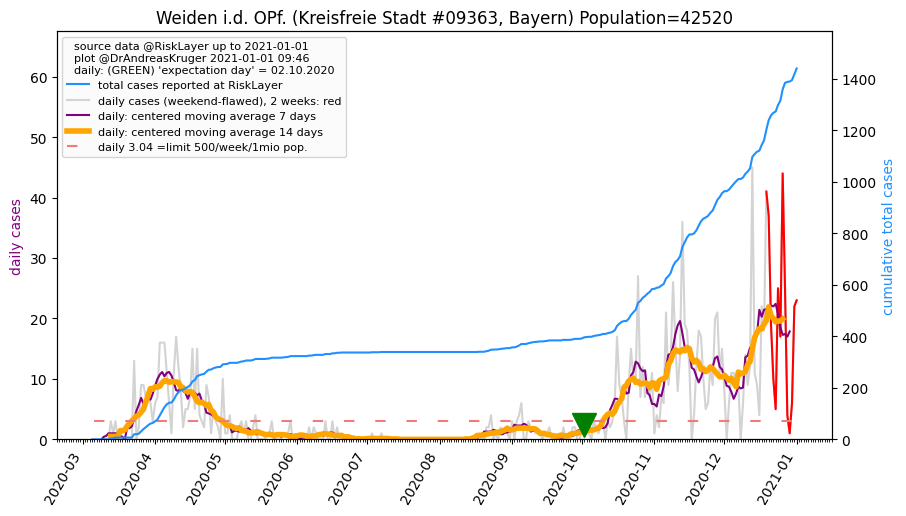 Weiden i.d. OPf. (Kreisfreie Stadt #09363, Bayern) Population=42520
source data @RiskLayer up to 2021-01-01
plot @DrAndreasKruger 2021-01-01 09:46
daily: (GREEN) 'expectation day' = 02.10.2020
total cases reported at RiskLayer
daily cases (weekend-flawed), 2 weeks: red
daily: centered moving average 7 days
daily: centered moving average 14 days
daily 3.04 =limit 500/week/1mio pop.
daily cases
60
50
40
30
20
10
0
cumulative total cases
1400
1200
1000
800
600
400
200
0
2020-03
2020-04
2020-05
2020-06
2020-07
2020-08
2020-09
2020-10
2020-11
2020-12
2021-01